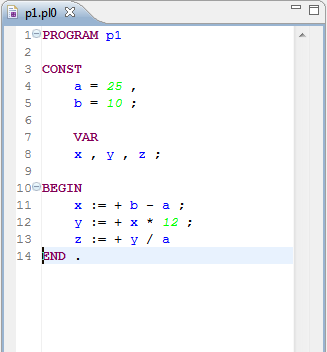 p1.pl0
1 PROGRAM p1
2
3 CONST
4 a = 25 ,
5 b = 10 ;
6
7 VAR
8 x , y , z ;
9
10 BEGIN
11 x := + b - a ;
12 y := + x * 12 ;
13 z := + y / a
14 END .